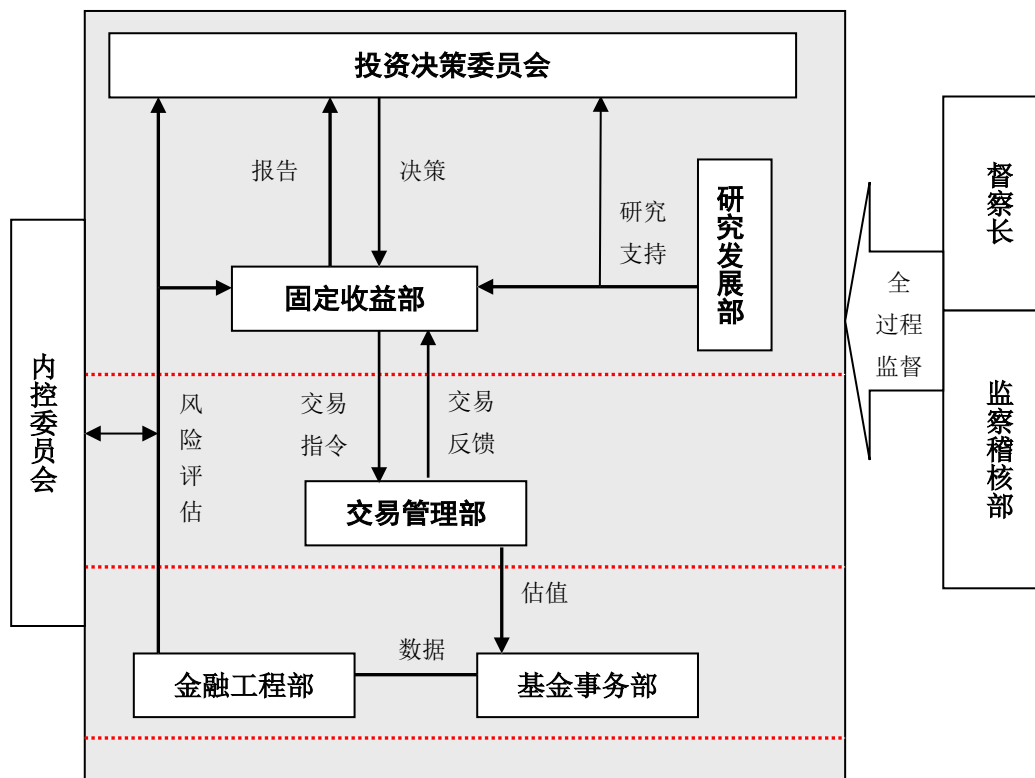 投资决策委员会
报告
决策
研究
支持
研究发展部
督察长
固定收益部
全
过程
监督
内控委员会
风
险
评
估
交易
指令
交易
反馈
监察稽核部
交易管理部
估值
数据
金融工程部
基金事务部